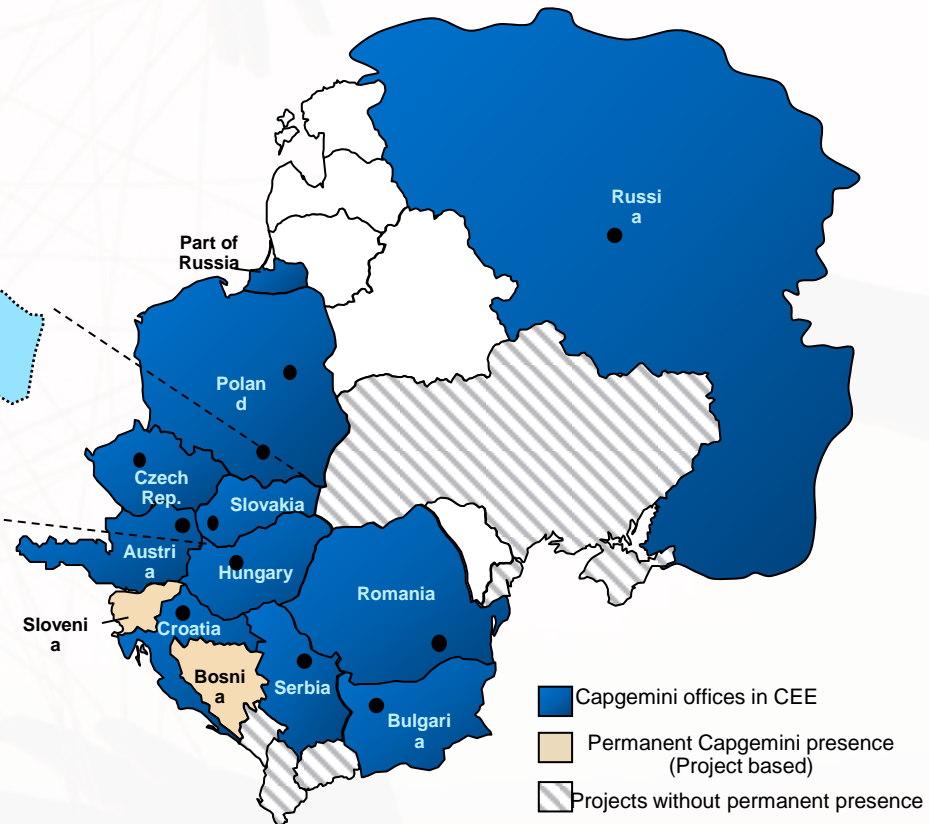 Russi
a
Part of
Russia
Polan
d
Czech
Rep.
Slovakia
Austri
a
Hungary
Romania
Sloveni
a
Croatia
Bosni
a
Serbia
Bulgari
a
Capgemini offices in CEE
Permanent Capgemini presence
(Project based)
Projects without permanent presence